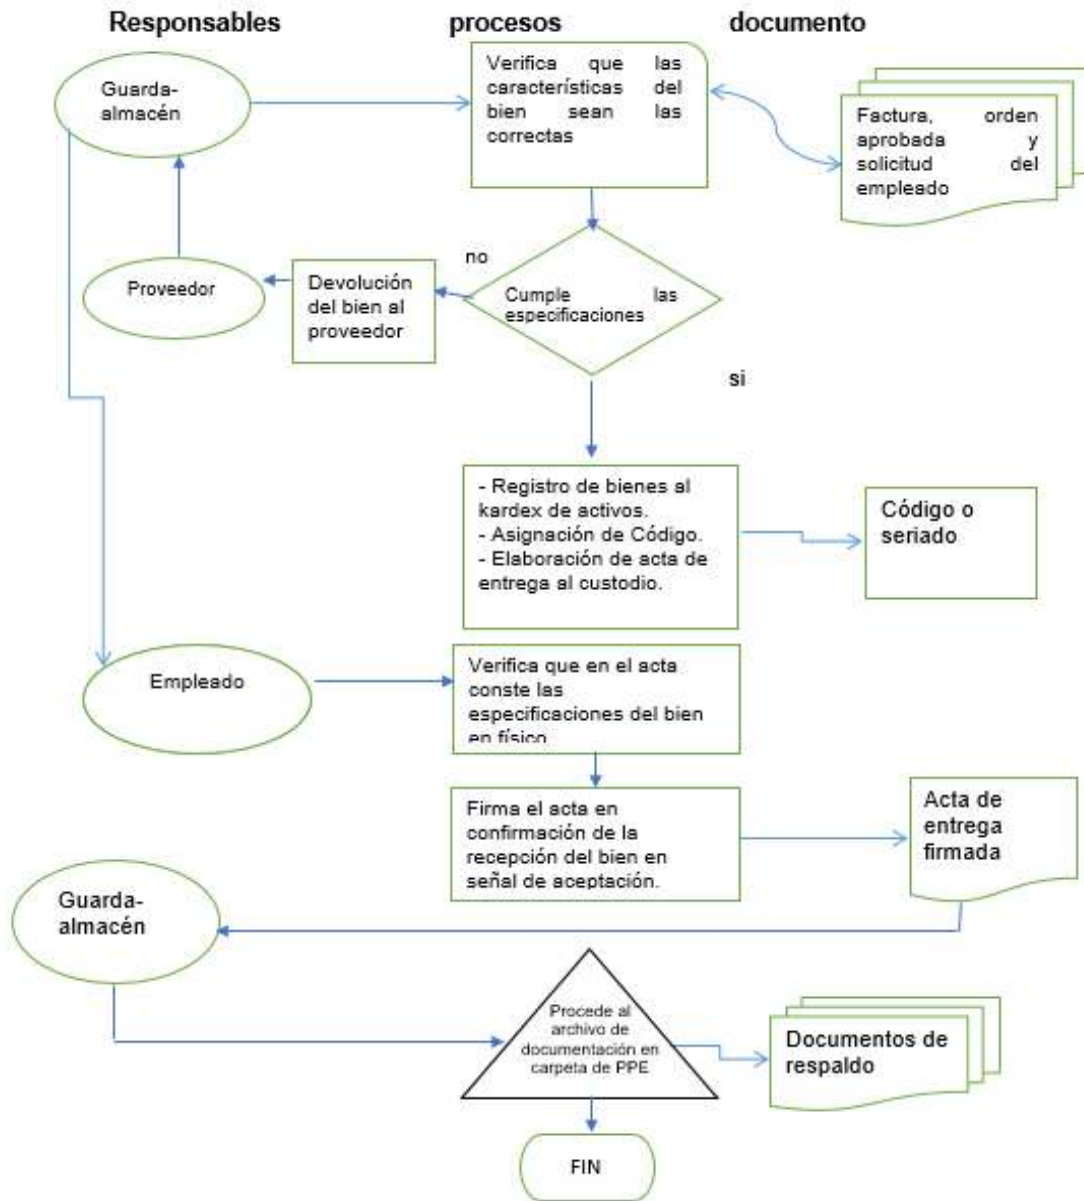 Responsables procesos documento
Guarda-
almacén
Verifica que las
características del
bien sean las
correctas
Factura, orden
aprobada y
solicitud del
empleado
no
Cumple las
especificaciones
Devolución
del bien al
proveedor
Proveedor
si
- Registro de bienes al
kardex de activos.
- Asignación de Código.
- Elaboración de acta de
entrega al custodio.
Código o
seriado
Empleado
Verifica que en el acta
conste las
especificaciones del bien
en físico
Firma el acta en
confirmación de la
recepción del bien en
señal de aceptación.
Acta de
entrega
firmada
Guarda-
almacén
Procede al
archivo de
documentación en
carpeta de PPE
Documentos de
respaldo
FIN